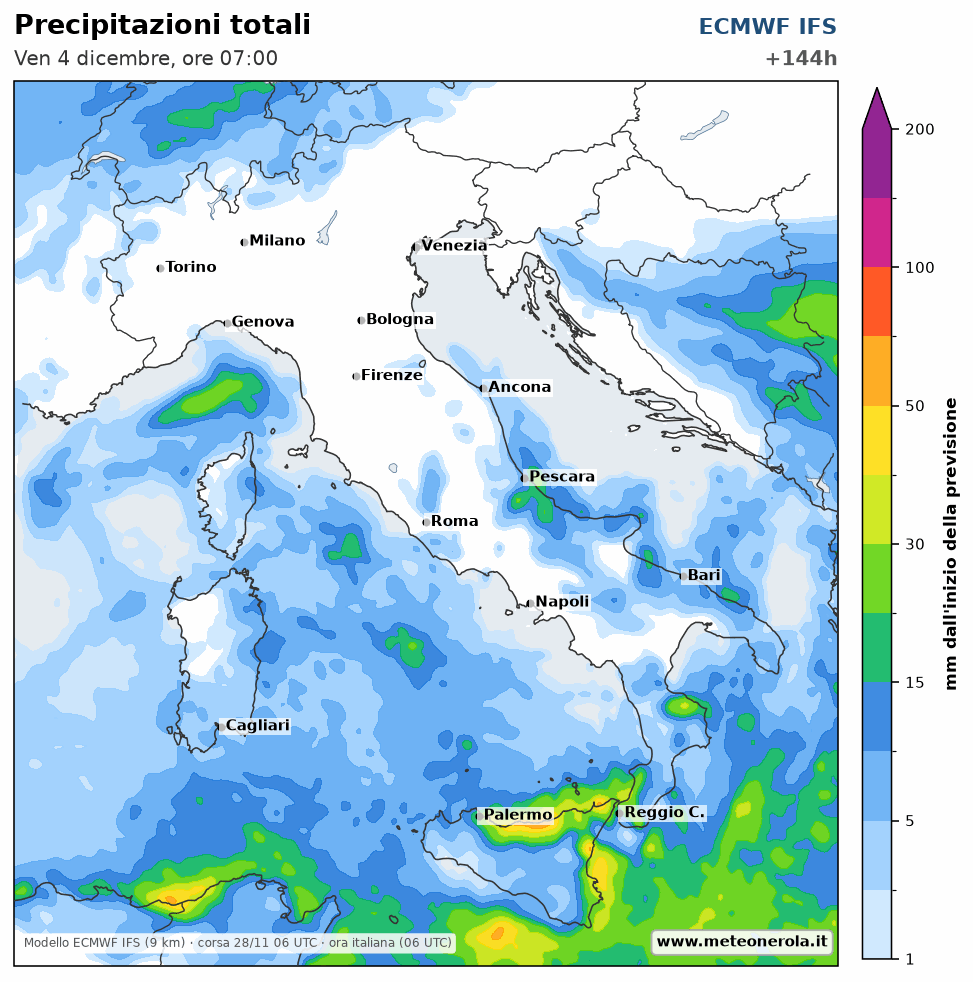 Precipitazioni totali
ECMWF IFS
Ven 4 dicembre, ore 07:00
+144h
200
100
50
30
15
5
1
mm dall'inizio della previsione
Milano
Venezia
Torino
Genova
Bologna
Firenze
Ancona
Pescara
Roma
Bari
Napoli
Cagliari
Palermo
Reggio C.
Modello ECMWF IFS (9 km) · corsa 28/11 06 UTC · ora italiana (06 UTC)
www.meteonerola.it